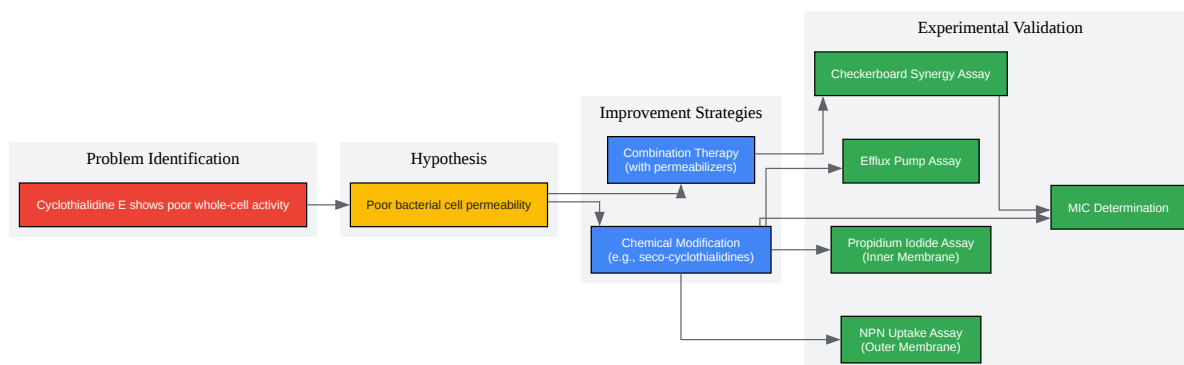 Problem Identification
Cyclothialidine E shows poor whole-cell activity
Hypothesis
Poor bacterial cell permeability
Improvement Strategies
Combination Therapy
(with permeabilizers)
Chemical Modification
(e.g., seco-cyclothialidines)
Experimental Validation
Checkerboard Synergy Assay
Efflux Pump Assay
Propidium Iodide Assay
(Inner Membrane)
NPN Uptake Assay
(Outer Membrane)
MIC Determination